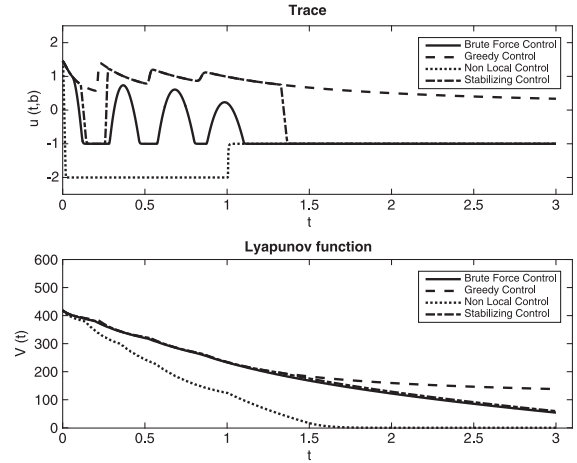 Trace
2
1
0
-1
-2
u (t,b)
Brute Force Control
Greedy Control
Non Local Control
Stabilizing Control
0 0.5 1 1.5 2 2.5 3
t
Lyapunov function
600
500
400
300
200
100
0
V (t)
Brute Force Control
Greedy Control
Non Local Control
Stabilizing Control
0 0.5 1 1.5 2 2.5 3
t